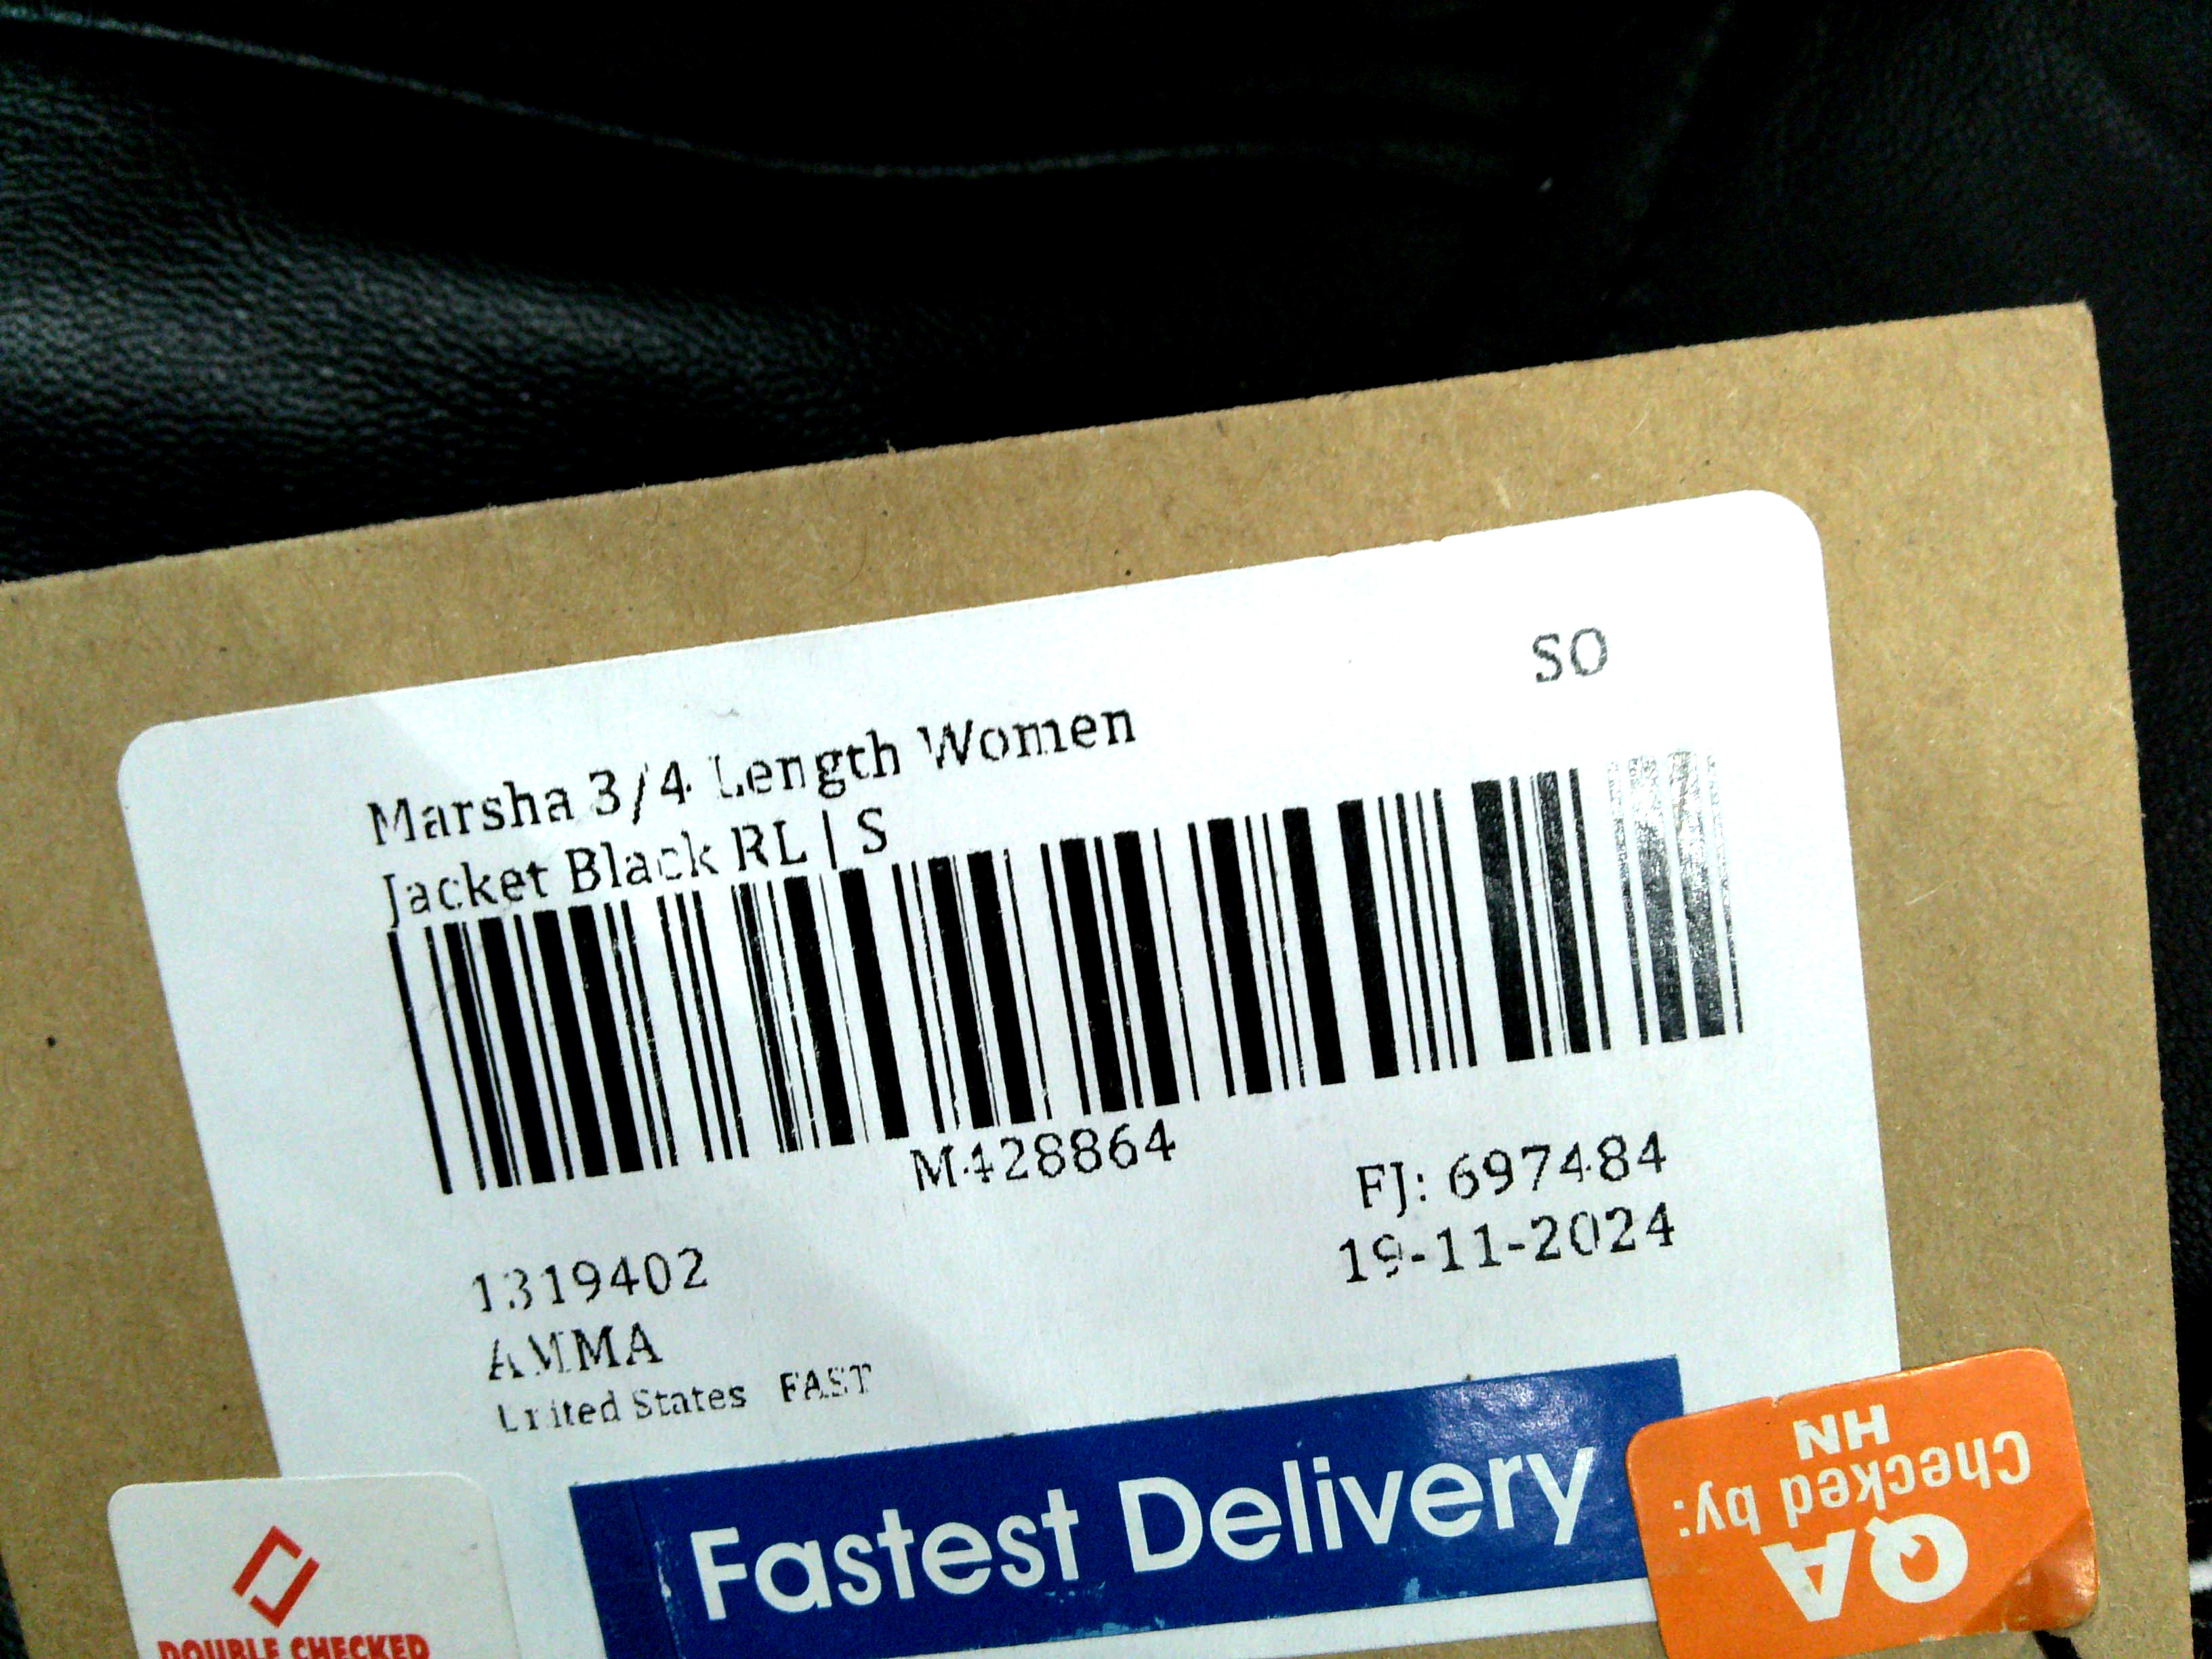 SO
Marsha 3/4 Length Women
Jacket Black RL | S
M428864
FJ: 697484
19-11-2024
1319402
AMMA
United States FAST
Fastest Delivery
QA
Checked by:
HN
DOUBLE CHECKED